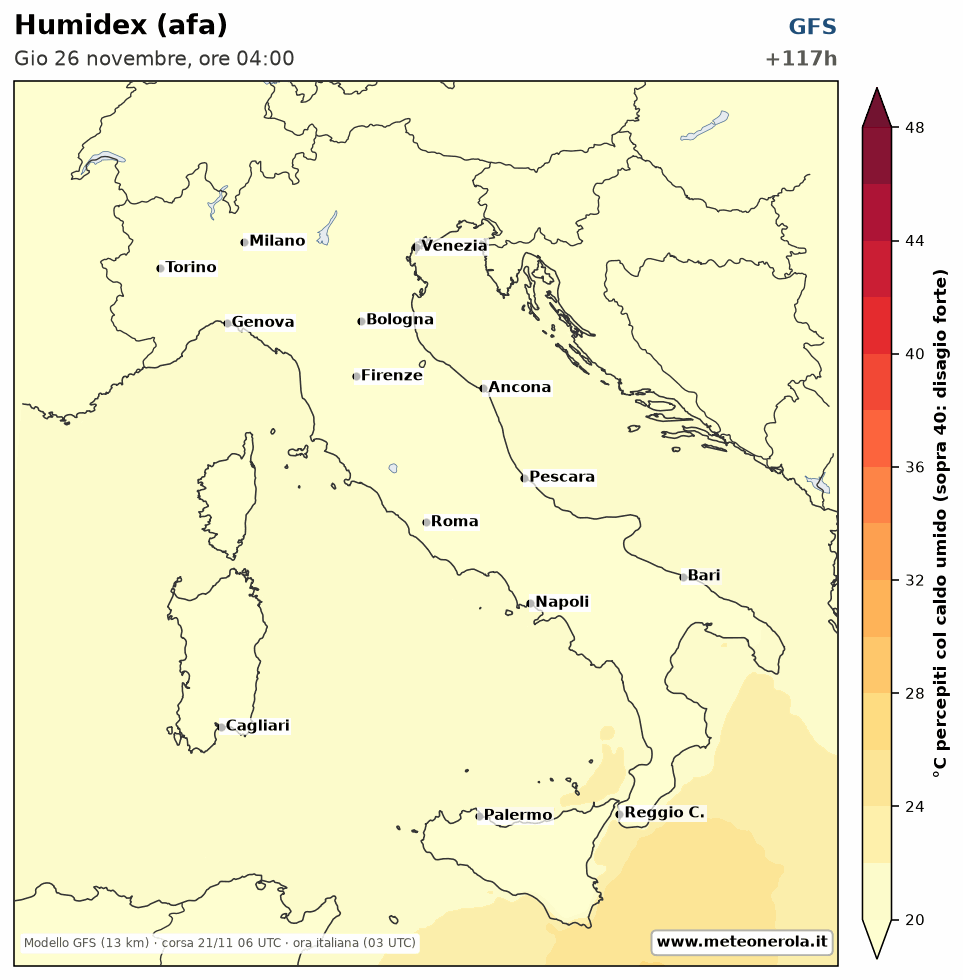 Humidex (afa)
GFS
Gio 26 novembre, ore 04:00
+117h
Milano
Venezia
Torino
Genova
Bologna
Firenze
Ancona
Pescara
Roma
Bari
Napoli
Cagliari
Palermo
Reggio C.
48
44
40
36
32
28
24
20
°C percepiti col caldo umido (sopra 40: disagio forte)
Modello GFS (13 km) · corsa 21/11 06 UTC · ora italiana (03 UTC)
www.meteonerola.it